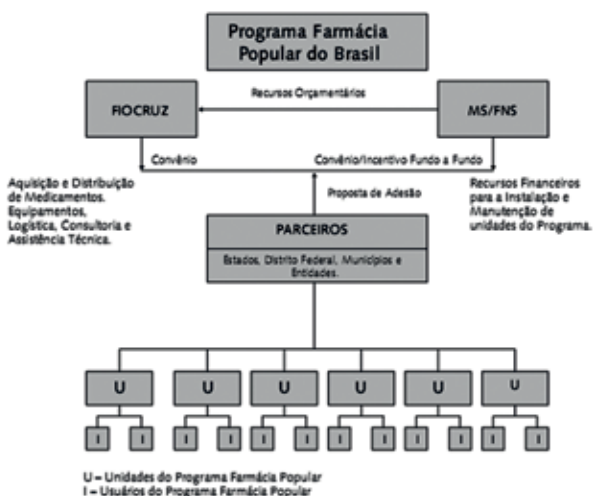 Programa Farmácia
Popular do Brasil
FIOCRUZ
Recursos Orçamentários
MS/FNS
Convênio
Convênio/Incentivo Fundo a Fundo
Aquisição e Distribuição
de Medicamentos.
Equipamentos,
Logística, Consultoria e
Assistência Técnica.
Proposta de Adesão
Recursos Financeiros
para a Instalação e
Manutenção de
unidades do Programa.
PARCEIROS
Estados, Distrito Federal, Municípios e
Entidades.
U U U U U U
I I I I I I I I I I I I
U – Unidades do Programa Farmácia Popular
I – Usuários do Programa Farmácia Popular